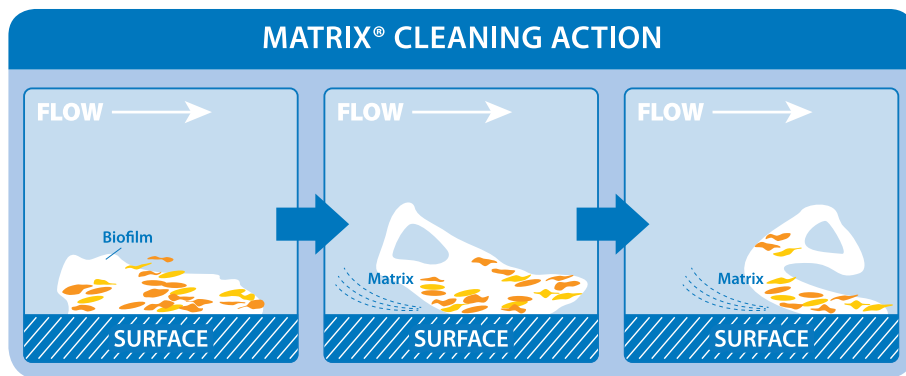 MATRIX® CLEANING ACTION
FLOW
Biofilm
SURFACE
FLOW
Matrix
SURFACE
FLOW
Matrix
SURFACE